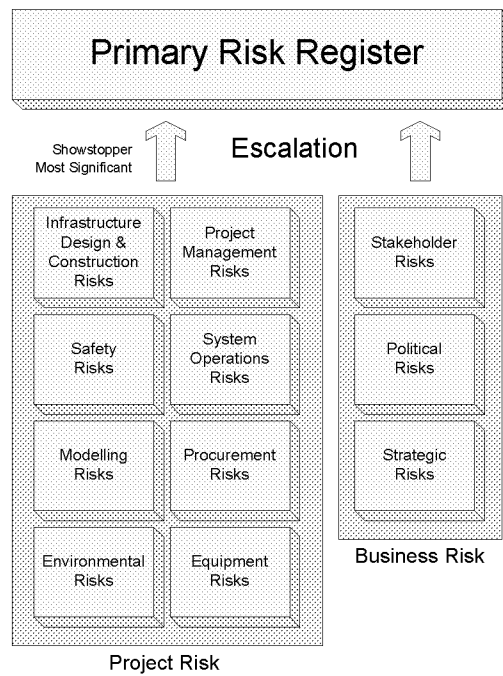 Primary Risk Register
Showstopper
Most Significant
Escalation
Infrastructure
Design &
Construction
Risks
Project
Management
Risks
Stakeholder
Risks
Safety
Risks
System
Operations
Risks
Political
Risks
Modelling
Risks
Procurement
Risks
Strategic
Risks
Environmental
Risks
Equipment
Risks
Business Risk
Project Risk